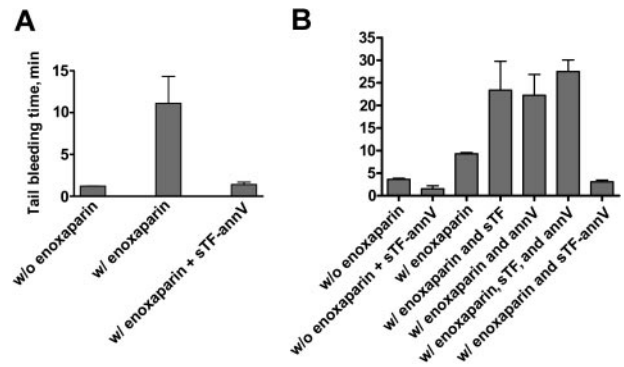 A
B
Tail bleeding time, min
15
10
5
0
w/o enoxaparin
w/ enoxaparin
w/ enoxaparin + sTF-annV
35
30
25
20
15
10
5
0
w/o enoxaparin
w/o enoxaparin + sTF-annV
w/ enoxaparin
w/ enoxaparin and sTF
w/ enoxaparin and annV
w/ enoxaparin, sTF, and annV
w/ enoxaparin and sTF-annV